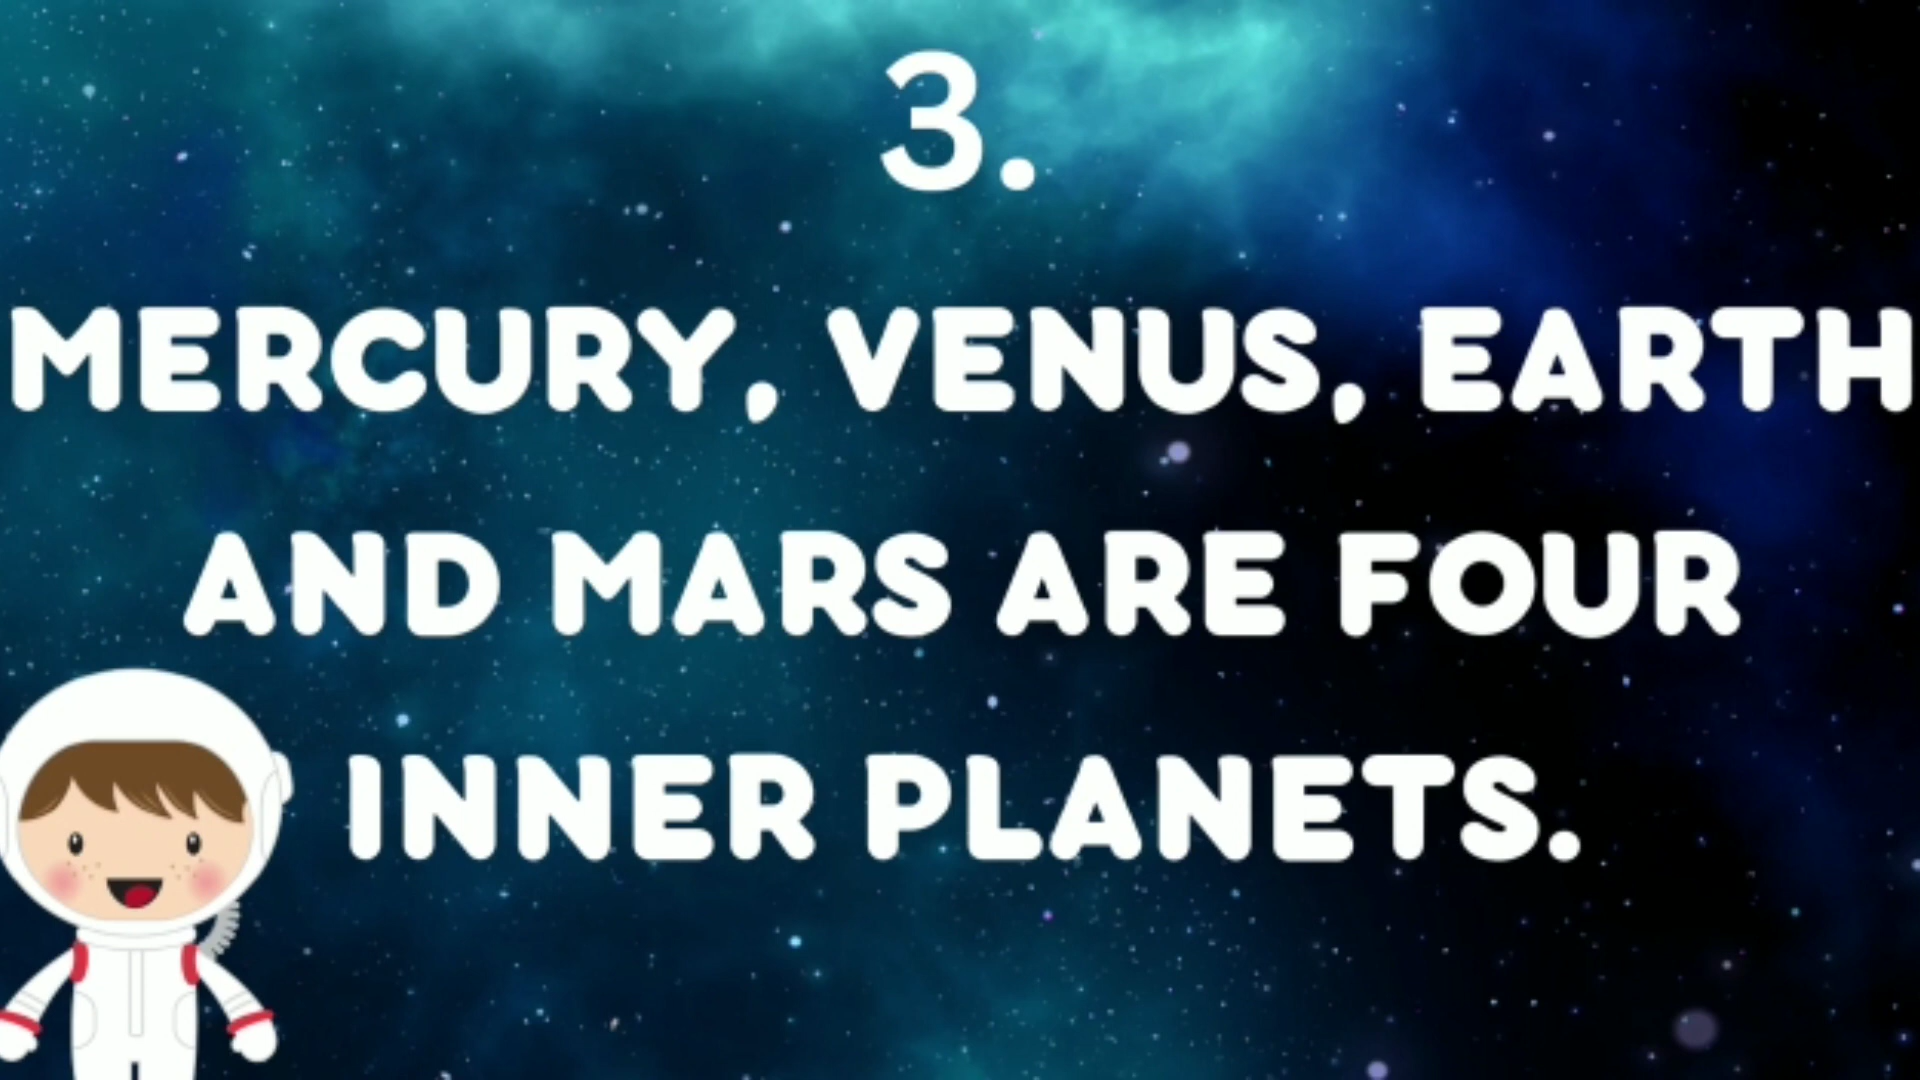 3.
MERCURY, VENUS, EARTH
AND MARS ARE FOUR
INNER PLANETS.